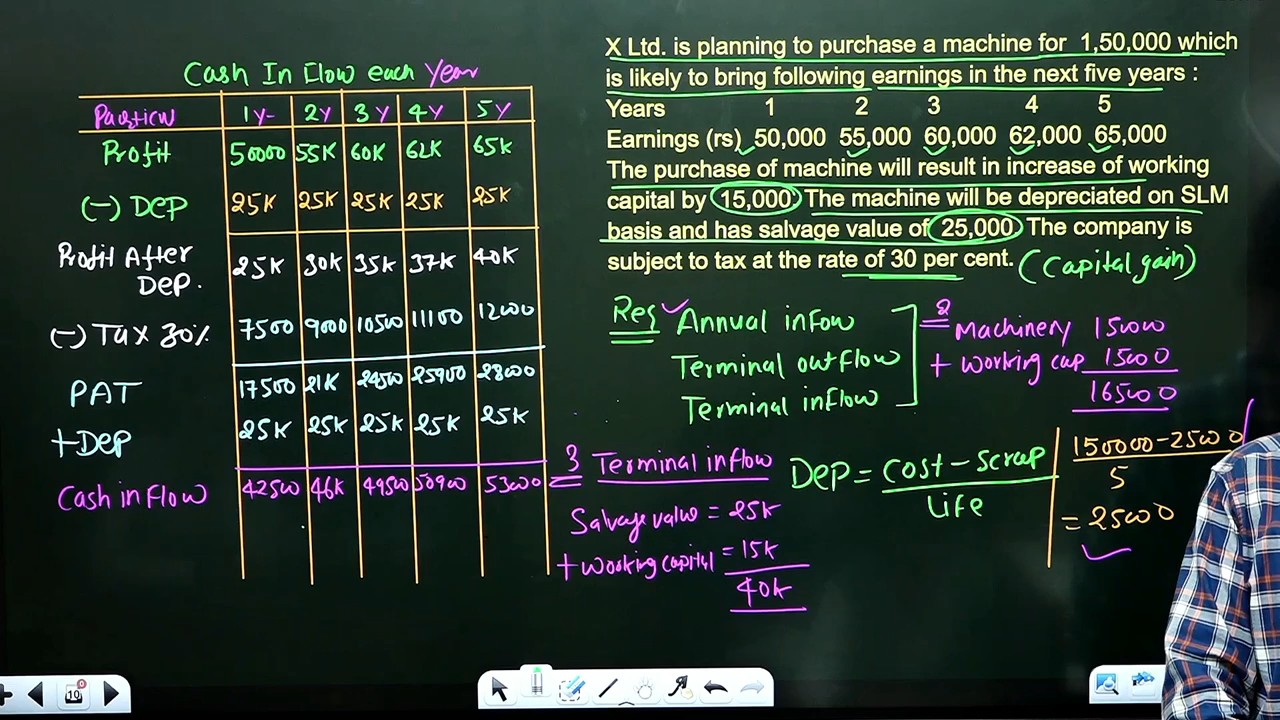 X Ltd. is planning to purchase a machine for 1,50,000 which
is likely to bring following earnings in the next five years :
Years 1 2 3 4 5
Earnings (rs) 50,000 55,000 60,000 62,000 65,000
The purchase of machine will result in increase of working
capital by 15,000. The machine will be depreciated on SLM
basis and has salvage value of 25,000. The company is
subject to tax at the rate of 30 per cent. (Capital gain)
Cash In Flow each Year
1y- 2y 3y 4y 5y
Profit 50000 55K 60K 62K 65K
(-) Dep 25K 25K 25K 25K 25K
Profit After
Dep. 25K 30K 35K 37K 40K
(-) Tax 30% 7500 9000 10500 11100 12000
PAT 17500 21K 24500 25900 28000
+Dep 25K 25K 25K 25K 25K
Cash in flow 42500 46K 49500 50900 53000
Req Annual infow
Terminal outflow
Terminal inflow
2
Machinery 150000
+ working cap 15000
165000
3 Terminal inflow
Salvage value = 25K
+ working capital = 15K
40K
Dep = Cost - Scrap
Life
150000-25000
5
= 25000
10